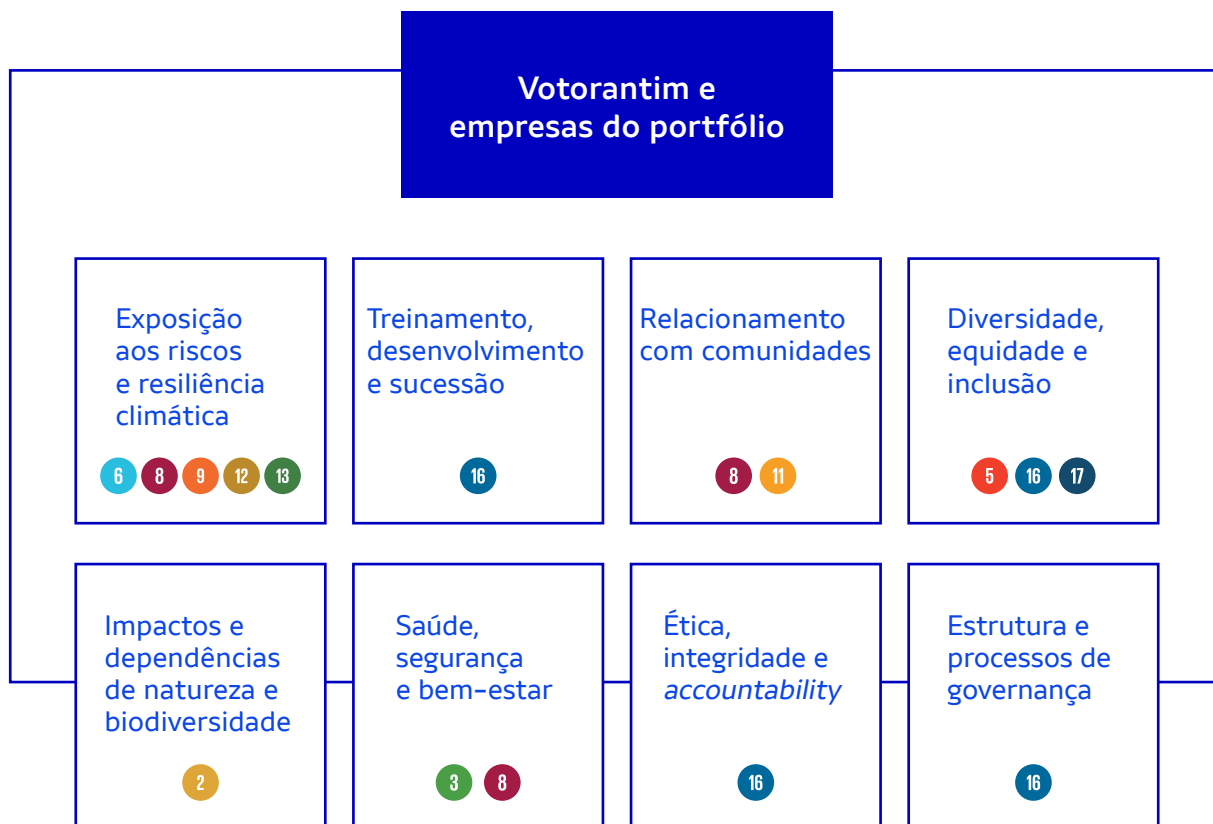 Votorantim e
empresas do portfólio
Exposição
aos riscos
e resiliência
climática
6 8 9 12 13
Treinamento,
desenvolvimento
e sucessão
16
Relacionamento
com comunidades
8 11
Diversidade,
equidade e
inclusão
5 16 17
Impactos e
dependências
de natureza e
biodiversidade
2
Saúde,
segurança
e bem-estar
3 8
Ética,
integridade e
accountability
16
Estrutura e
processos de
governança
16